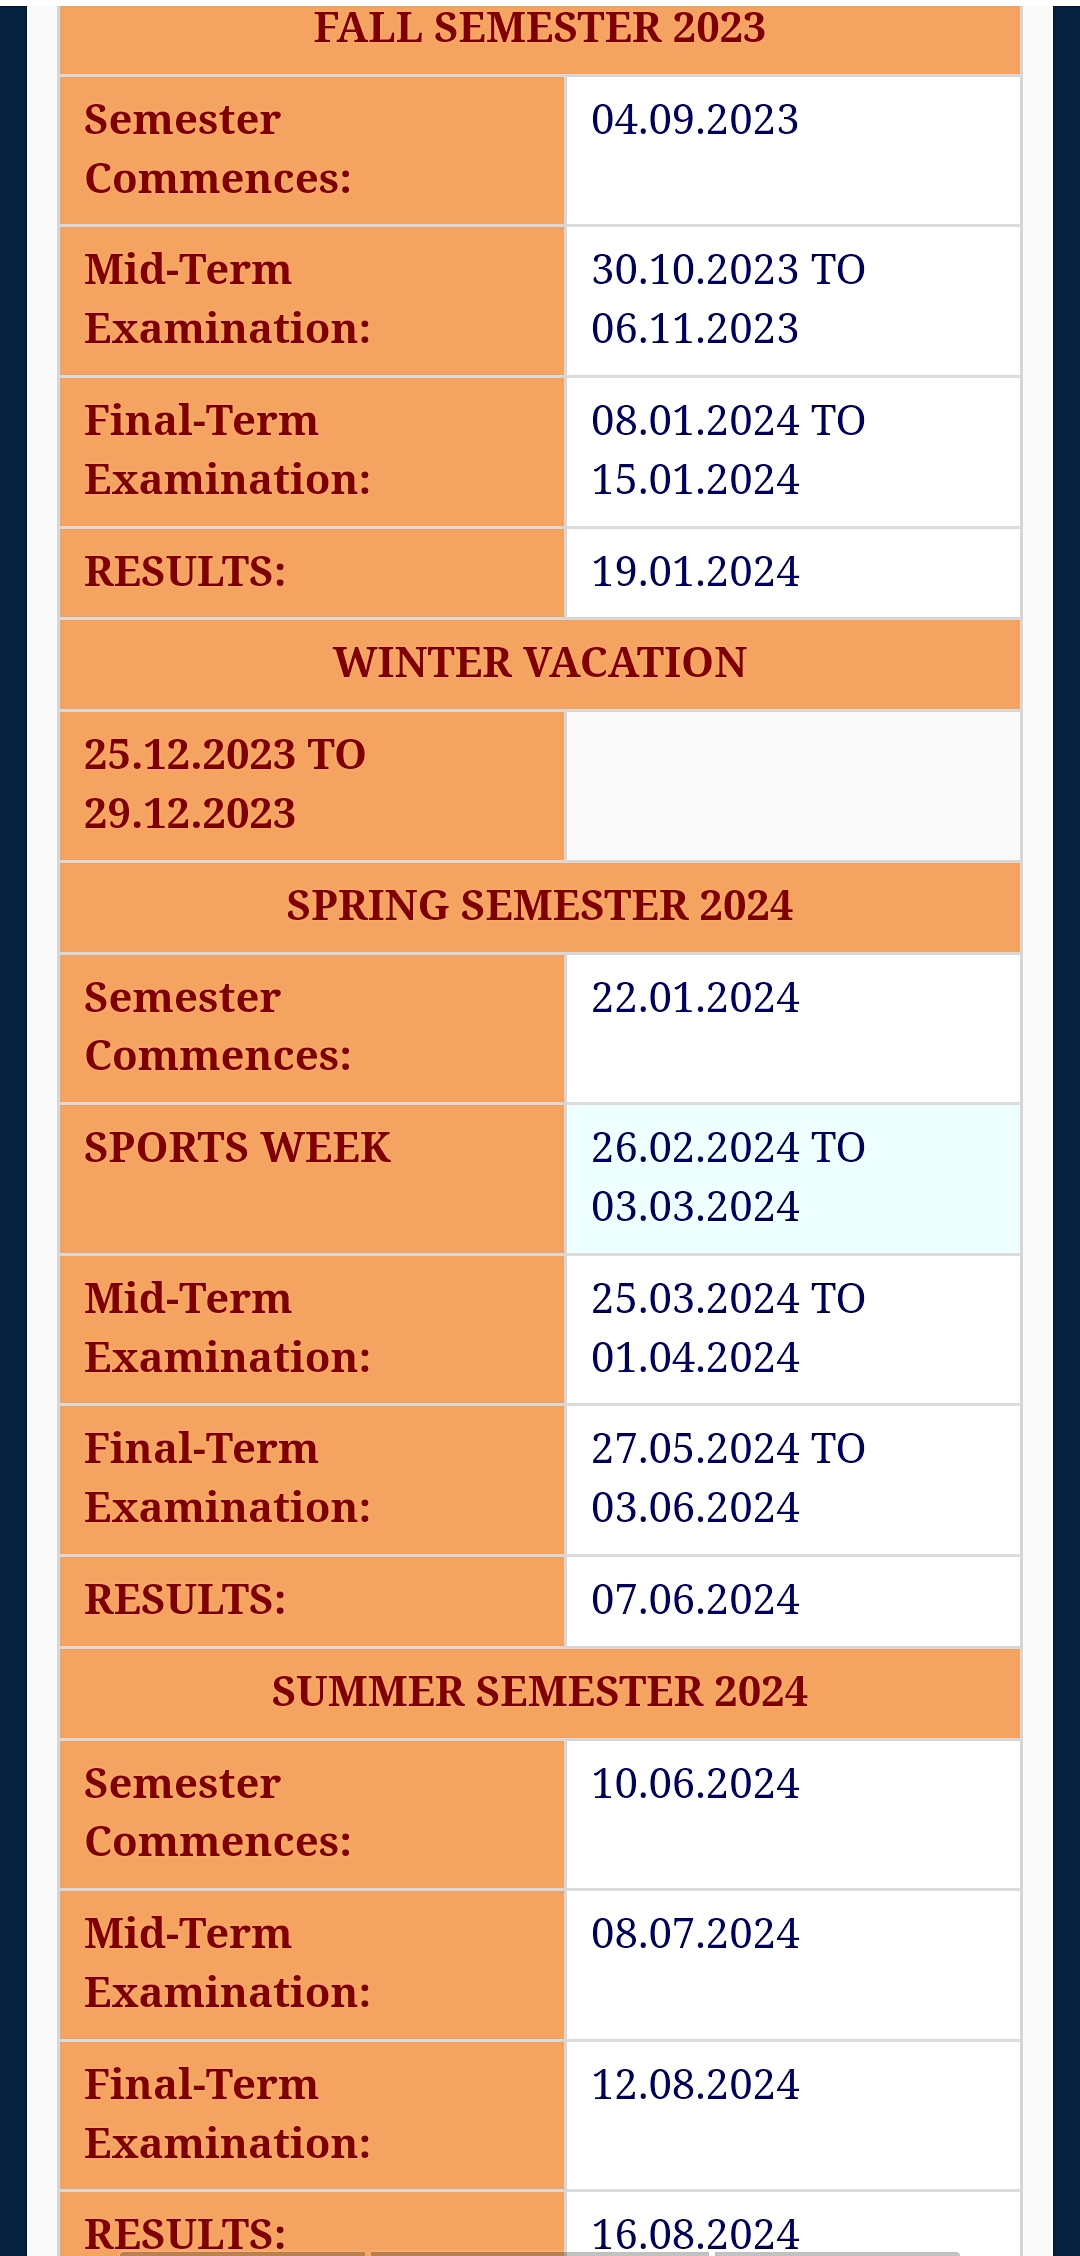 FALL SEMESTER 2023
Semester
Commences:
04.09.2023
Mid-Term
Examination:
30.10.2023 TO
06.11.2023
Final-Term
Examination:
08.01.2024 TO
15.01.2024
RESULTS:
19.01.2024
WINTER VACATION
25.12.2023 TO
29.12.2023
SPRING SEMESTER 2024
Semester
Commences:
22.01.2024
SPORTS WEEK
26.02.2024 TO
03.03.2024
Mid-Term
Examination:
25.03.2024 TO
01.04.2024
Final-Term
Examination:
27.05.2024 TO
03.06.2024
RESULTS:
07.06.2024
SUMMER SEMESTER 2024
Semester
Commences:
10.06.2024
Mid-Term
Examination:
08.07.2024
Final-Term
Examination:
12.08.2024
RESULTS:
16.08.2024